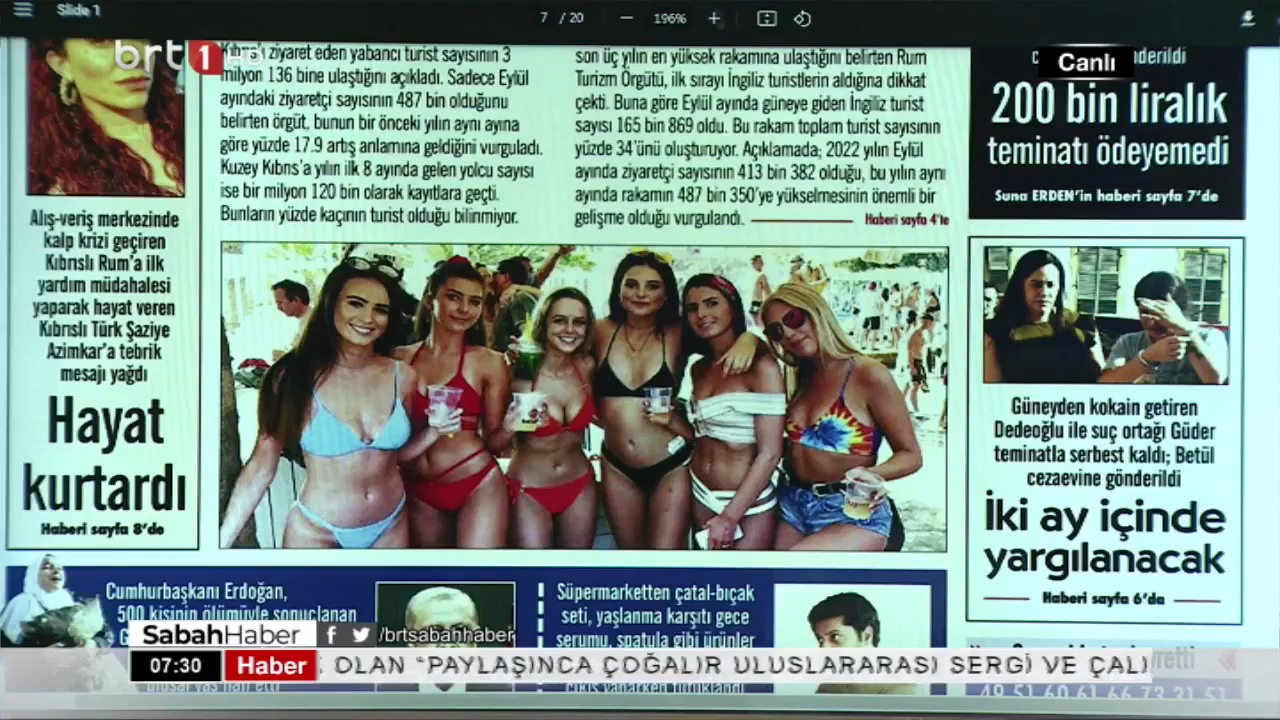 Slide 1
7 / 20
196%
brt 1 HD
Canlı
Kıbrıs'ı ziyaret eden yabancı turist sayısının 3
milyon 136 bine ulaştığını açıkladı. Sadece Eylül
ayındaki ziyaretçi sayısının 487 bin olduğunu
belirten örgüt, bunun bir önceki yılın aynı ayına
göre yüzde 17.9 artış anlamına geldiğini vurguladı.
Kuzey Kıbrıs'a yılın ilk 8 ayında gelen yolcu sayısı
ise bir milyon 120 bin olarak kayıtlara geçti.
Bunların yüzde kaçının turist olduğu bilinmiyor.
son üç yılın en yüksek rakamına ulaştığını belirten Rum
Turizm Örgütü, ilk sırayı İngiliz turistlerin aldığına dikkat
çekti. Buna göre Eylül ayında güneye giden İngiliz turist
sayısı 165 bin 869 oldu. Bu rakam toplam turist sayısının
yüzde 34'ünü oluşturuyor. Açıklamada; 2022 yılın Eylül
ayında ziyaretçi sayısının 413 bin 382 olduğu, bu yılın aynı
ayında rakamın 487 bin 350'ye yükselmesinin önemli bir
gelişme olduğu vurgulandı.
Haberi sayfa 4'te
200 bin liralık
teminatı ödeyemedi
Suna ERDEN'in haberi sayfa 7'de
Alış-veriş merkezinde
kalp krizi geçiren
Kıbrıslı Rum'a ilk
yardım müdahalesi
yaparak hayat veren
Kıbrıslı Türk Şaziye
Azimkar'a tebrik
mesajı yağdı
Hayat
kurtardı
Haberi sayfa 8'de
Güneyden kokain getiren
Dedeoğlu ile suç ortağı Güder
teminatla serbest kaldı; Betül
cezaevine gönderildi
İki ay içinde
yargılanacak
Haberi sayfa 6'da
Cumhurbaşkanı Erdoğan,
500 kişinin ölümüyle sonuçlanan
Süpermarketten çatal-bıçak
seti, yaşlanma karşıtı gece
serumu, spatula gibi ürünler
SabahHaber
/brtsabahhaber
07:30
Haber
OLAN "PAYLAŞINCA ÇOĞALIR ULUSLARARASI SERGİ VE ÇALI